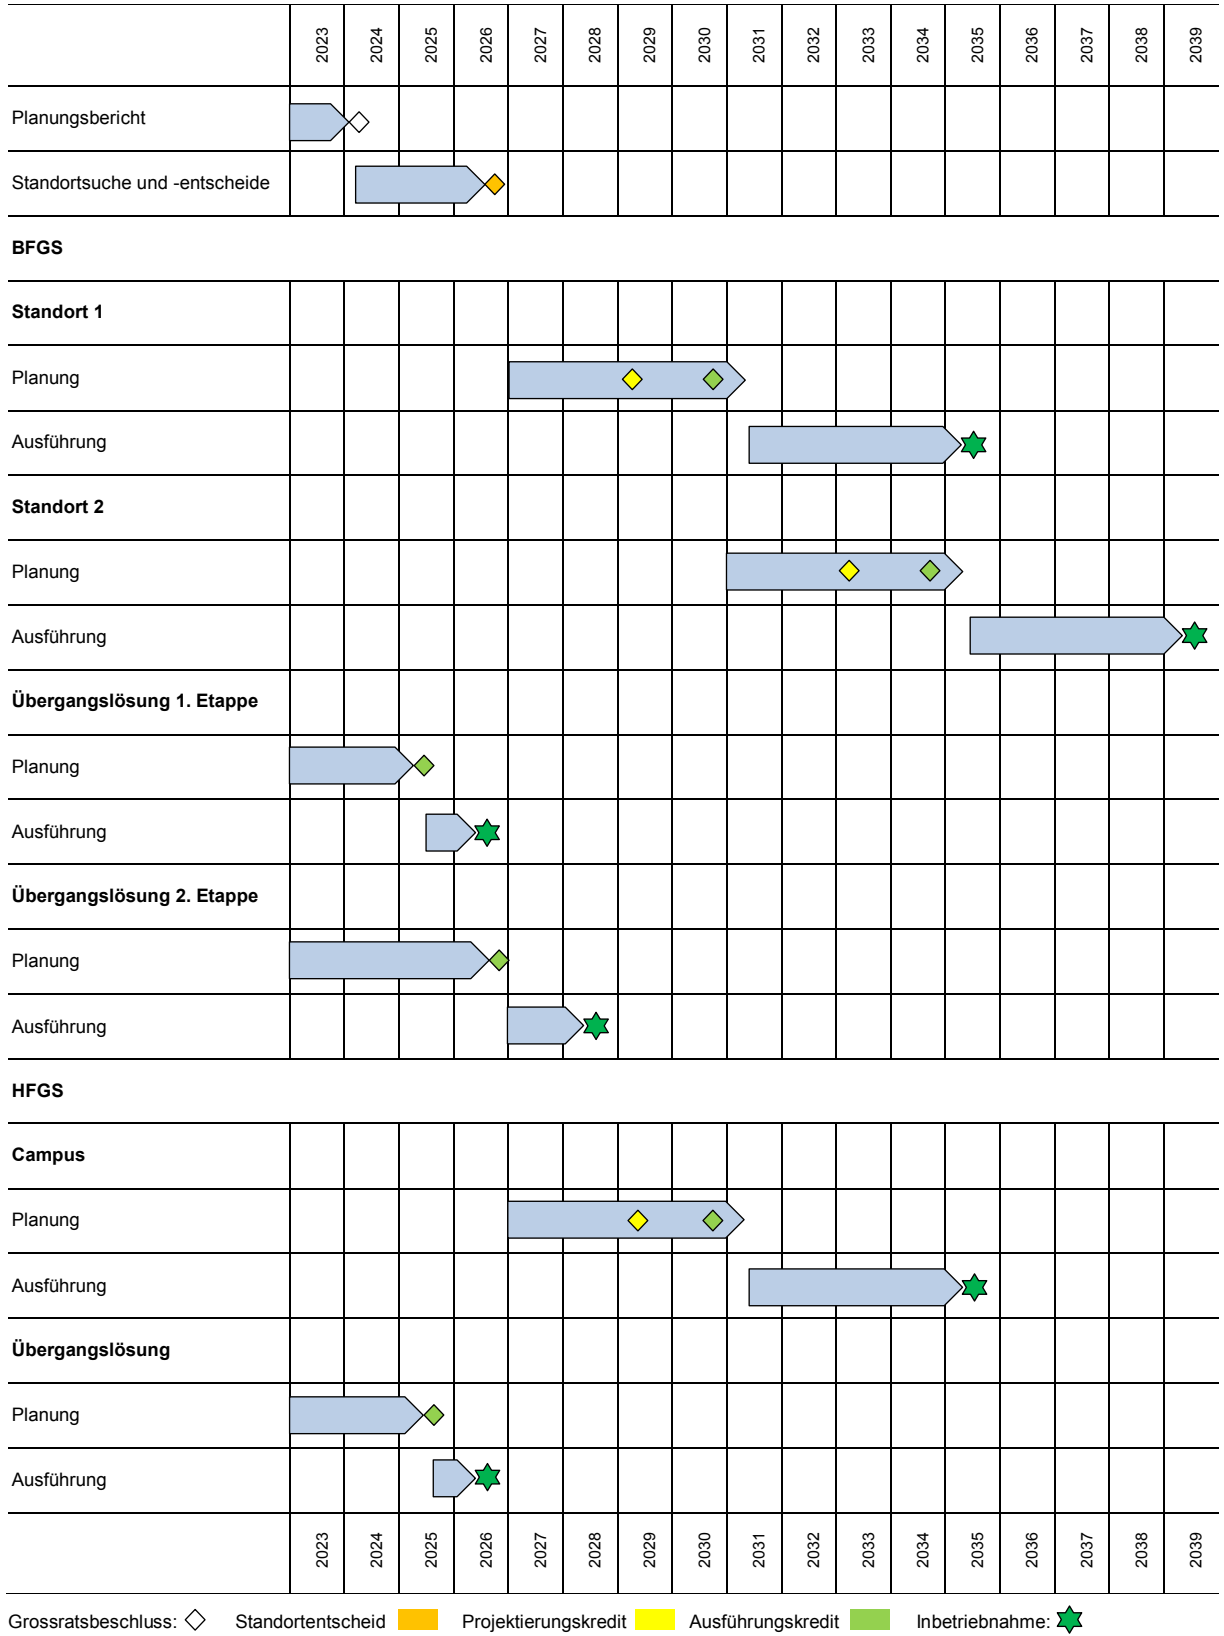 2023 2024 2025 2026 2027 2028 2029 2030 2031 2032 2033 2034 2035 2036 2037 2038 2039
Planungsbericht
Standortsuche und -entscheide
BFGS
Standort 1
Planung
Ausführung
Standort 2
Planung
Ausführung
Übergangslösung 1. Etappe
Planung
Ausführung
Übergangslösung 2. Etappe
Planung
Ausführung
HFGS
Campus
Planung
Ausführung
Übergangslösung
Planung
Ausführung
2023 2024 2025 2026 2027 2028 2029 2030 2031 2032 2033 2034 2035 2036 2037 2038 2039
Grossratsbeschluss: Standortentscheid Projektierungskredit Ausführungskredit Inbetriebnahme: